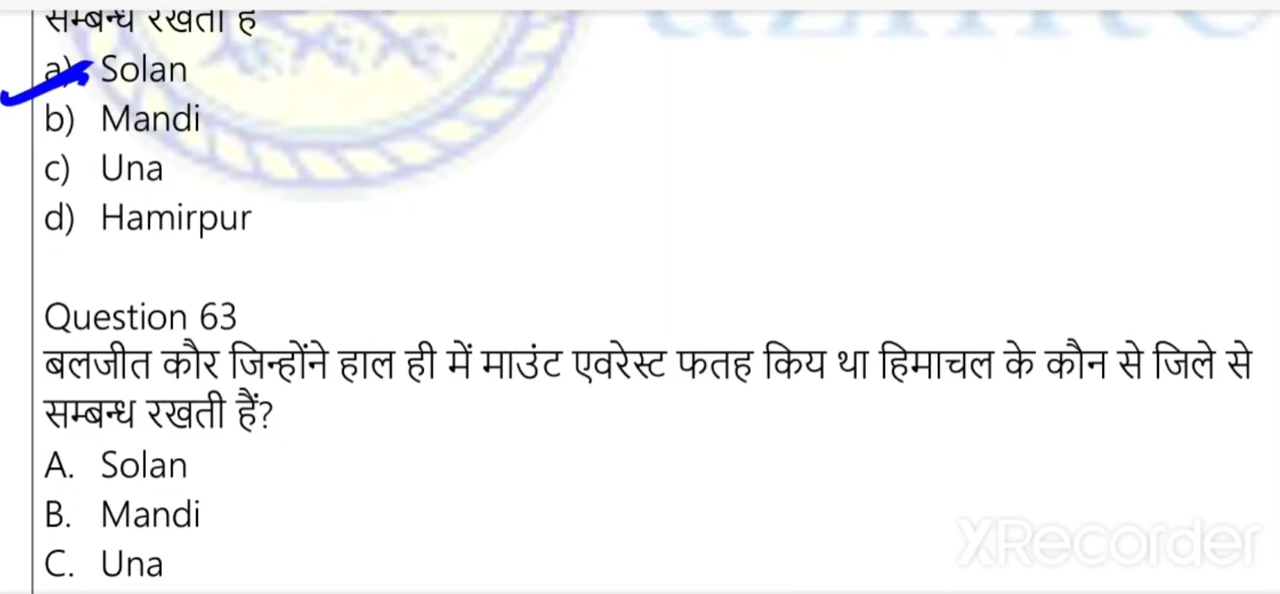 सम्बन्ध रखती है
a) Solan
b) Mandi
c) Una
d) Hamirpur
Question 63
बलजीत कौर जिन्होंने हाल ही में माउंट एवरेस्ट फतह किय था हिमाचल के कौन से जिले से
सम्बन्ध रखती हैं?
A. Solan
B. Mandi
C. Una
XRecorder